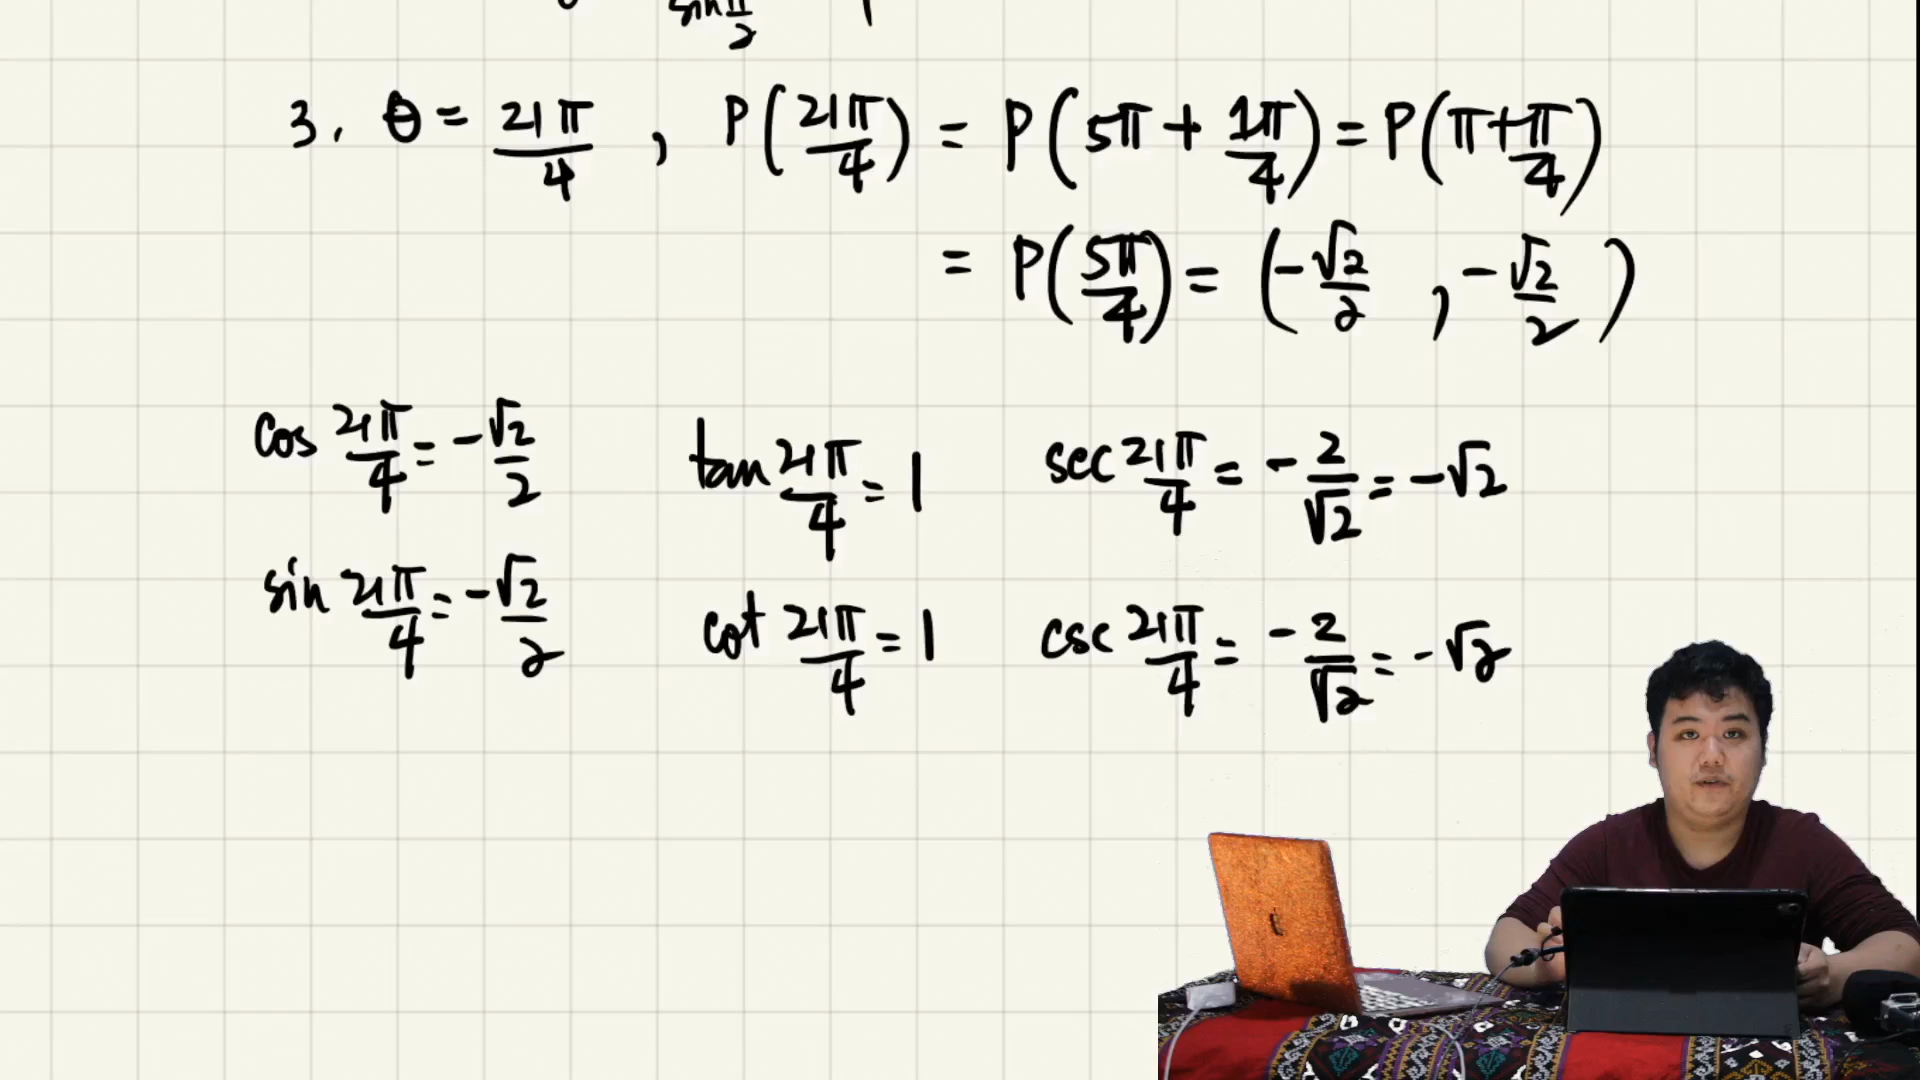 sin π/2
3. θ = 21π/4 , P(21π/4) = P(5π + 1π/4) = P(π + π/4)
= P(5π/4) = (-√2/2 , -√2/2)
cos 21π/4 = -√2/2
tan 21π/4 = 1
sec 21π/4 = -2/√2 = -√2
sin 21π/4 = -√2/2
cot 21π/4 = 1
csc 21π/4 = -2/√2 = -√2